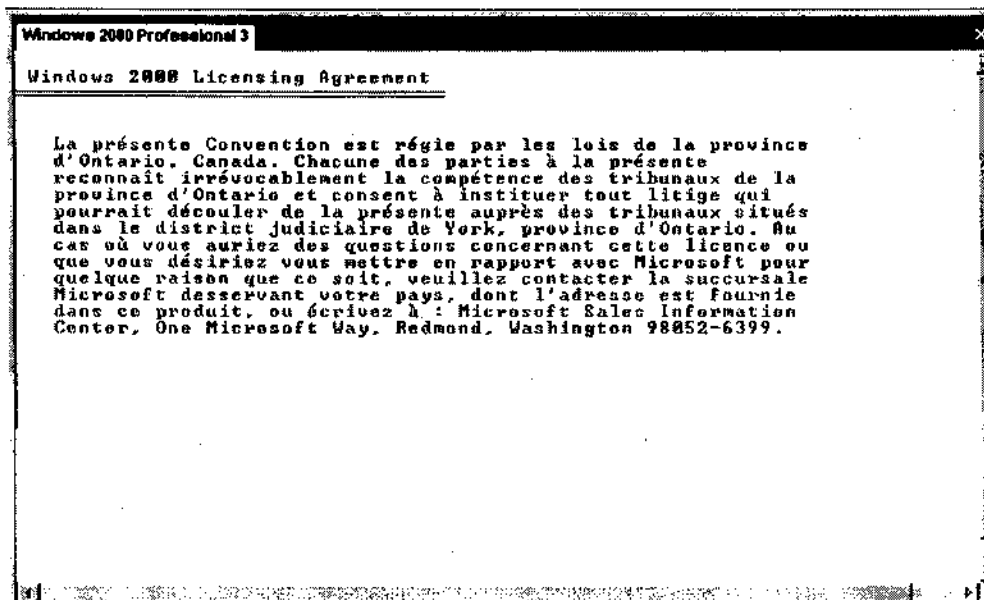 Windows 2000 Professional 3
Windows 2000 Licensing Agreement
La présente Convention est régie par les lois de la province
d'Ontario, Canada. Chacune des parties à la présente
reconnaît irrévocablement la compétence des tribunaux de la
province d'Ontario et consent à instituer tout litige qui
pourrait découler de la présente auprès des tribunaux situés
dans le district judiciaire de York, province d'Ontario. Au
cas où vous auriez des questions concernant cette licence ou
que vous désiriez vous mettre en rapport avec Microsoft pour
quelque raison que ce soit, veuillez contacter la succursale
Microsoft desservant votre pays, dont l'adresse est fournie
dans ce produit, ou écrivez à : Microsoft Sales Information
Center, One Microsoft Way, Redmond, Washington 98052-6399.